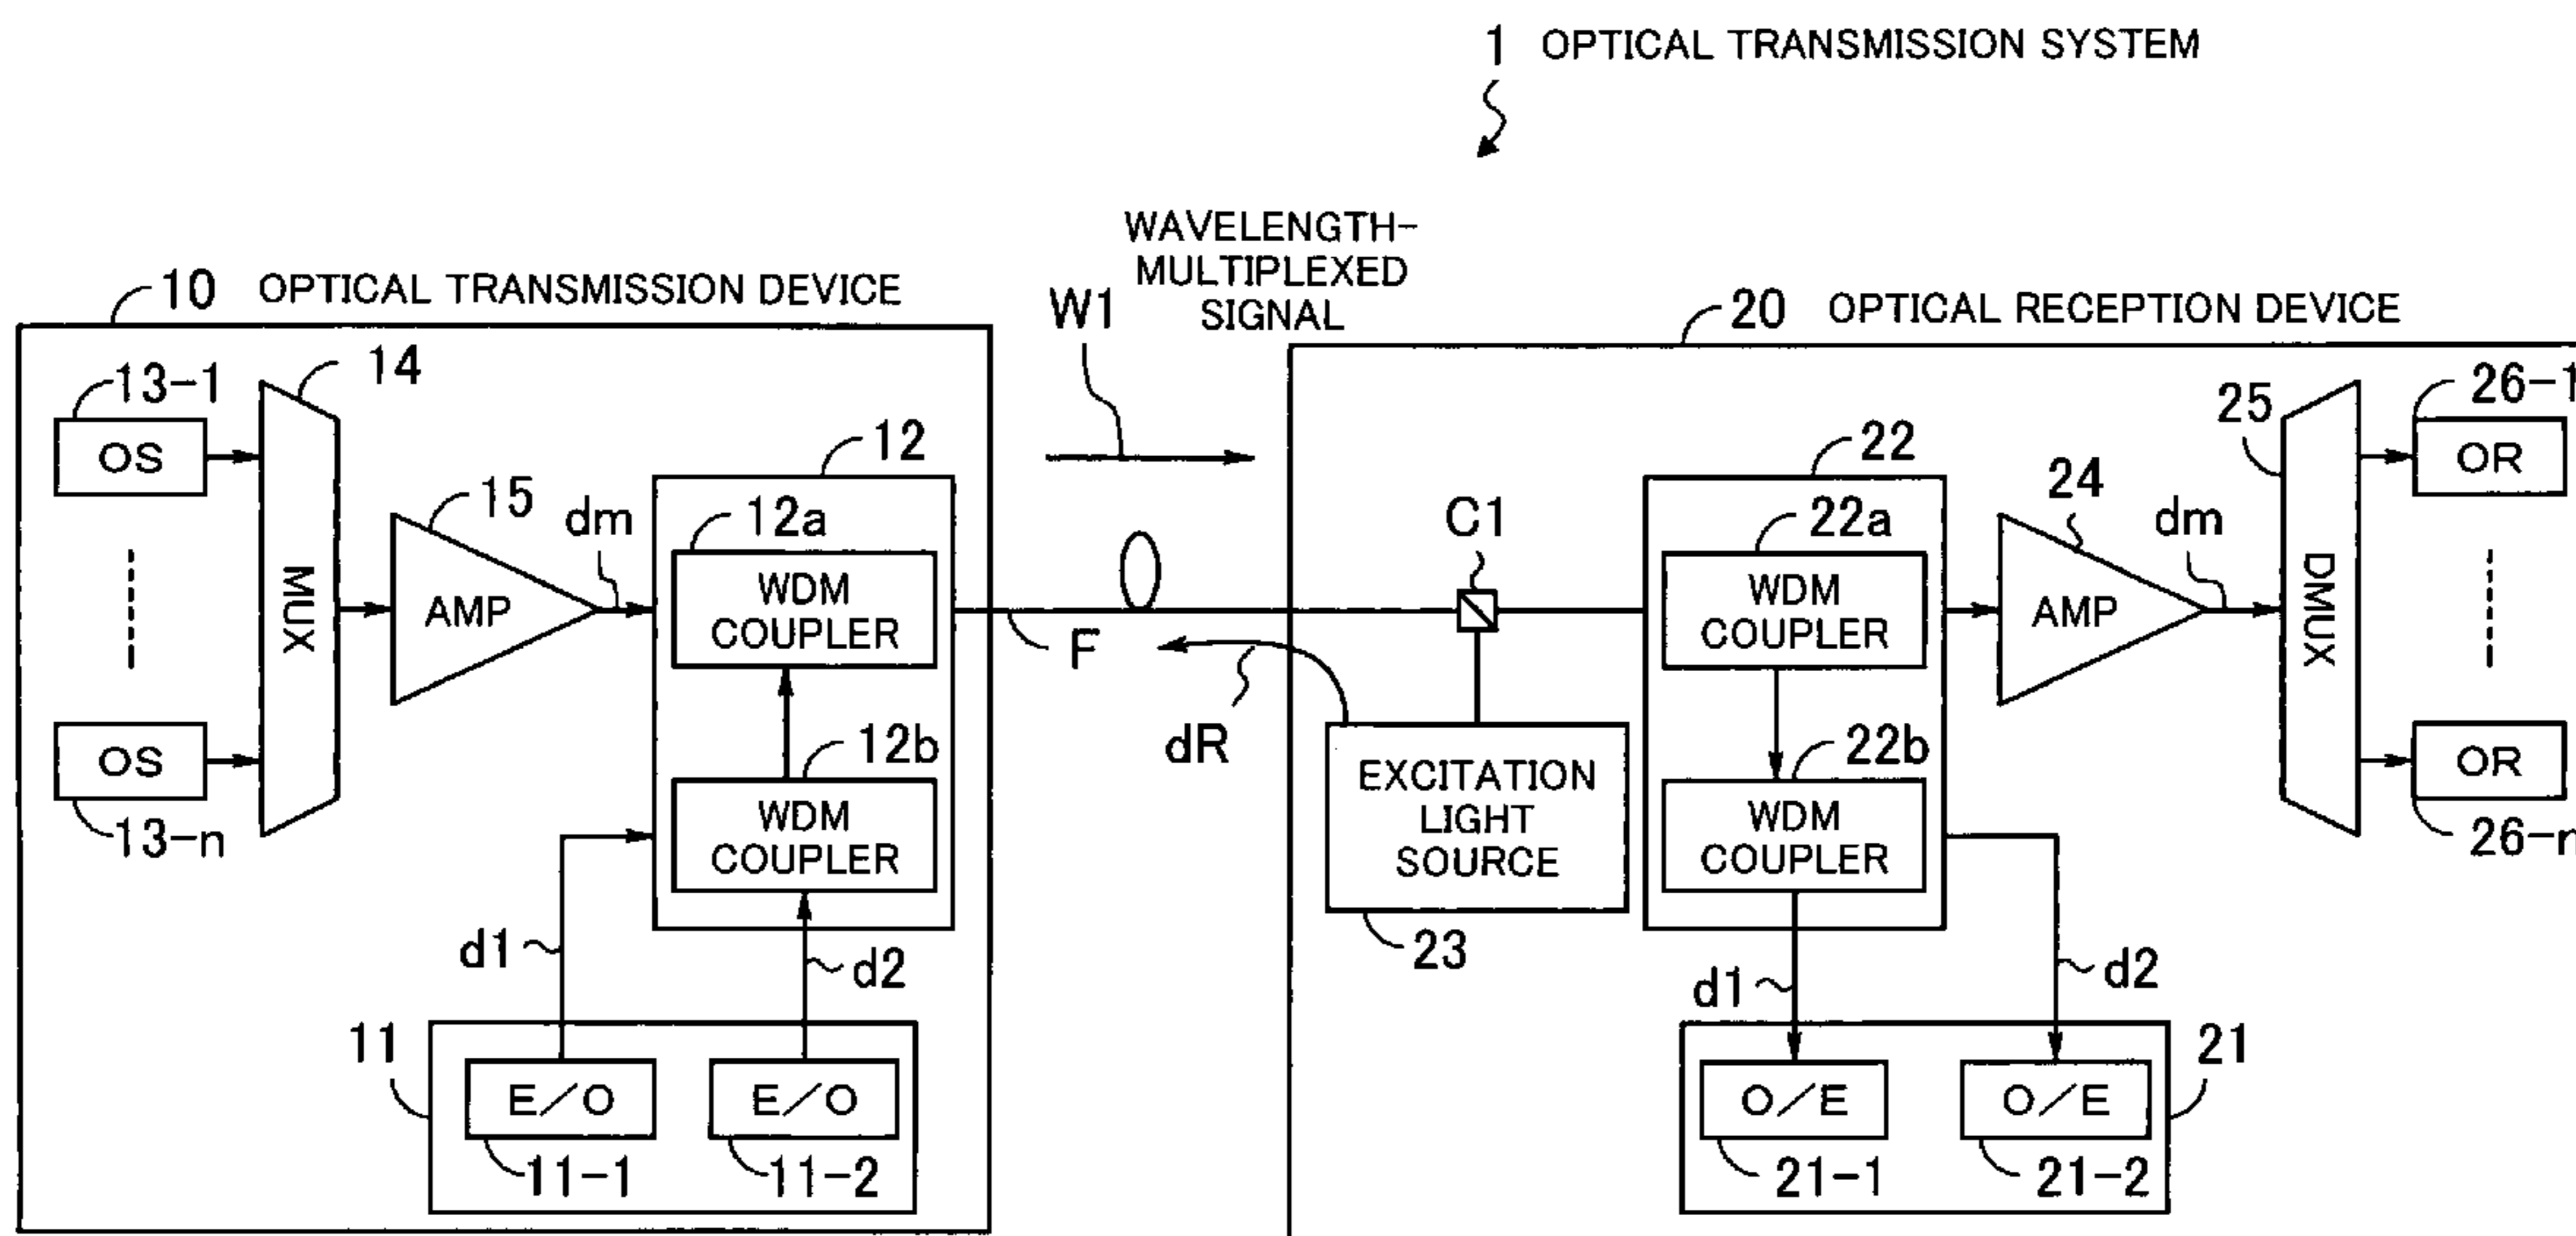 1 OPTICAL TRANSMISSION SYSTEM
WAVELENGTH-
MULTIPLEXED
SIGNAL
W1
10 OPTICAL TRANSMISSION DEVICE
13-1
OS
14
MUX
OS
13-n
15
AMP
dm
12
12a
WDM
COUPLER
12b
WDM
COUPLER
d1
d2
11
E/O
E/O
11-1
11-2
F
dR
20 OPTICAL RECEPTION DEVICE
C1
EXCITATION
LIGHT
SOURCE
23
22
22a
WDM
COUPLER
22b
WDM
COUPLER
24
AMP
dm
25
DMUX
26-1
OR
OR
26-n
d1
d2
21
O/E
O/E
21-1
21-2